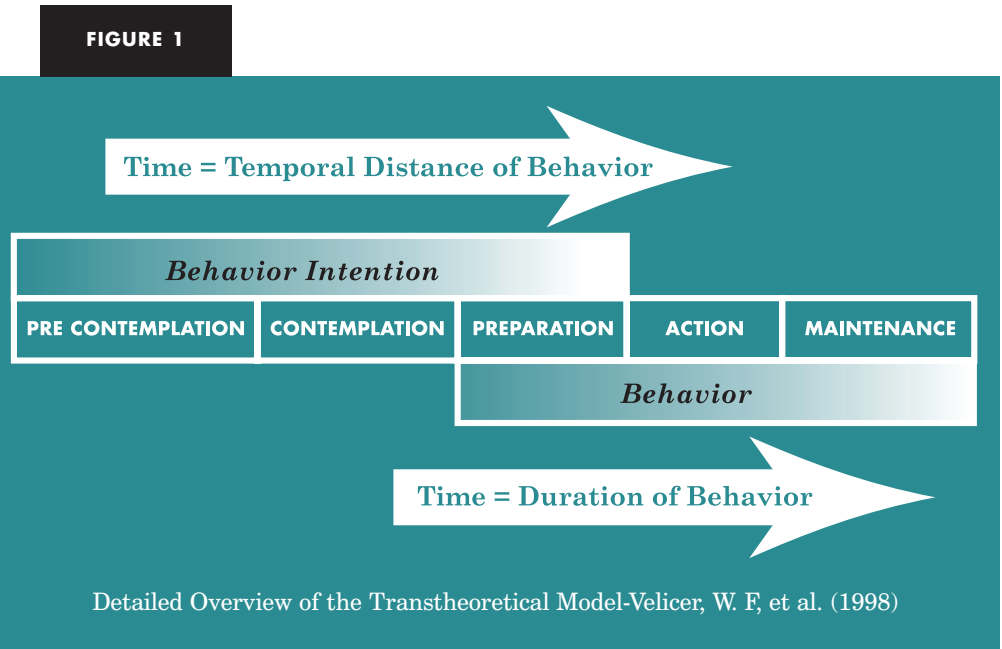 FIGURE 1
Time = Temporal Distance of Behavior
Behavior Intention
PRE CONTEMPLATION CONTEMPLATION PREPARATION ACTION MAINTENANCE
Behavior
Time = Duration of Behavior
Detailed Overview of the Transtheoretical Model-Velicer, W. F, et al. (1998)